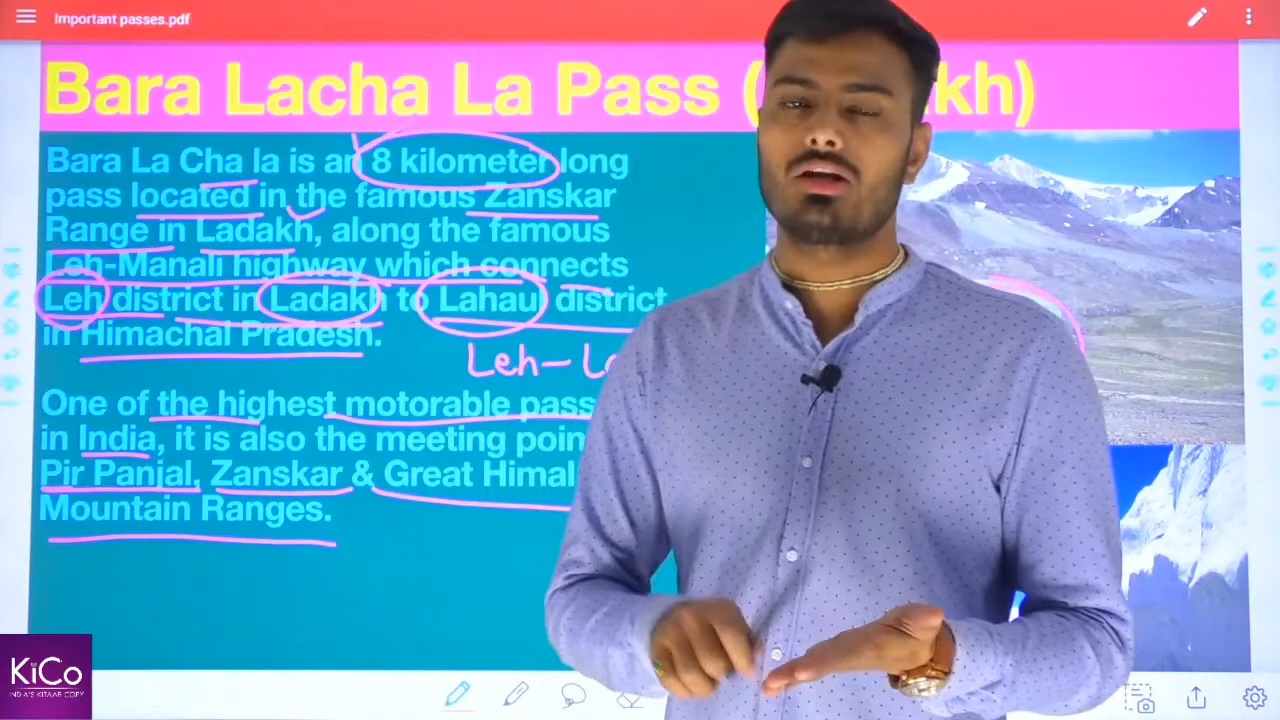 Important passes.pdf
Bara Lacha La Pass ( kh)
Bara La Cha la is an 8 kilometer long
pass located in the famous Zanskar
Range in Ladakh, along the famous
Leh-Manali highway which connects
Leh district in Ladakh to Lahaul district
in Himachal Pradesh.
Leh-
One of the highest motorable pass
in India, it is also the meeting poin
Pir Panjal, Zanskar & Great Himal
Mountain Ranges.
KiCo
INDIA'S KITAAB COPY